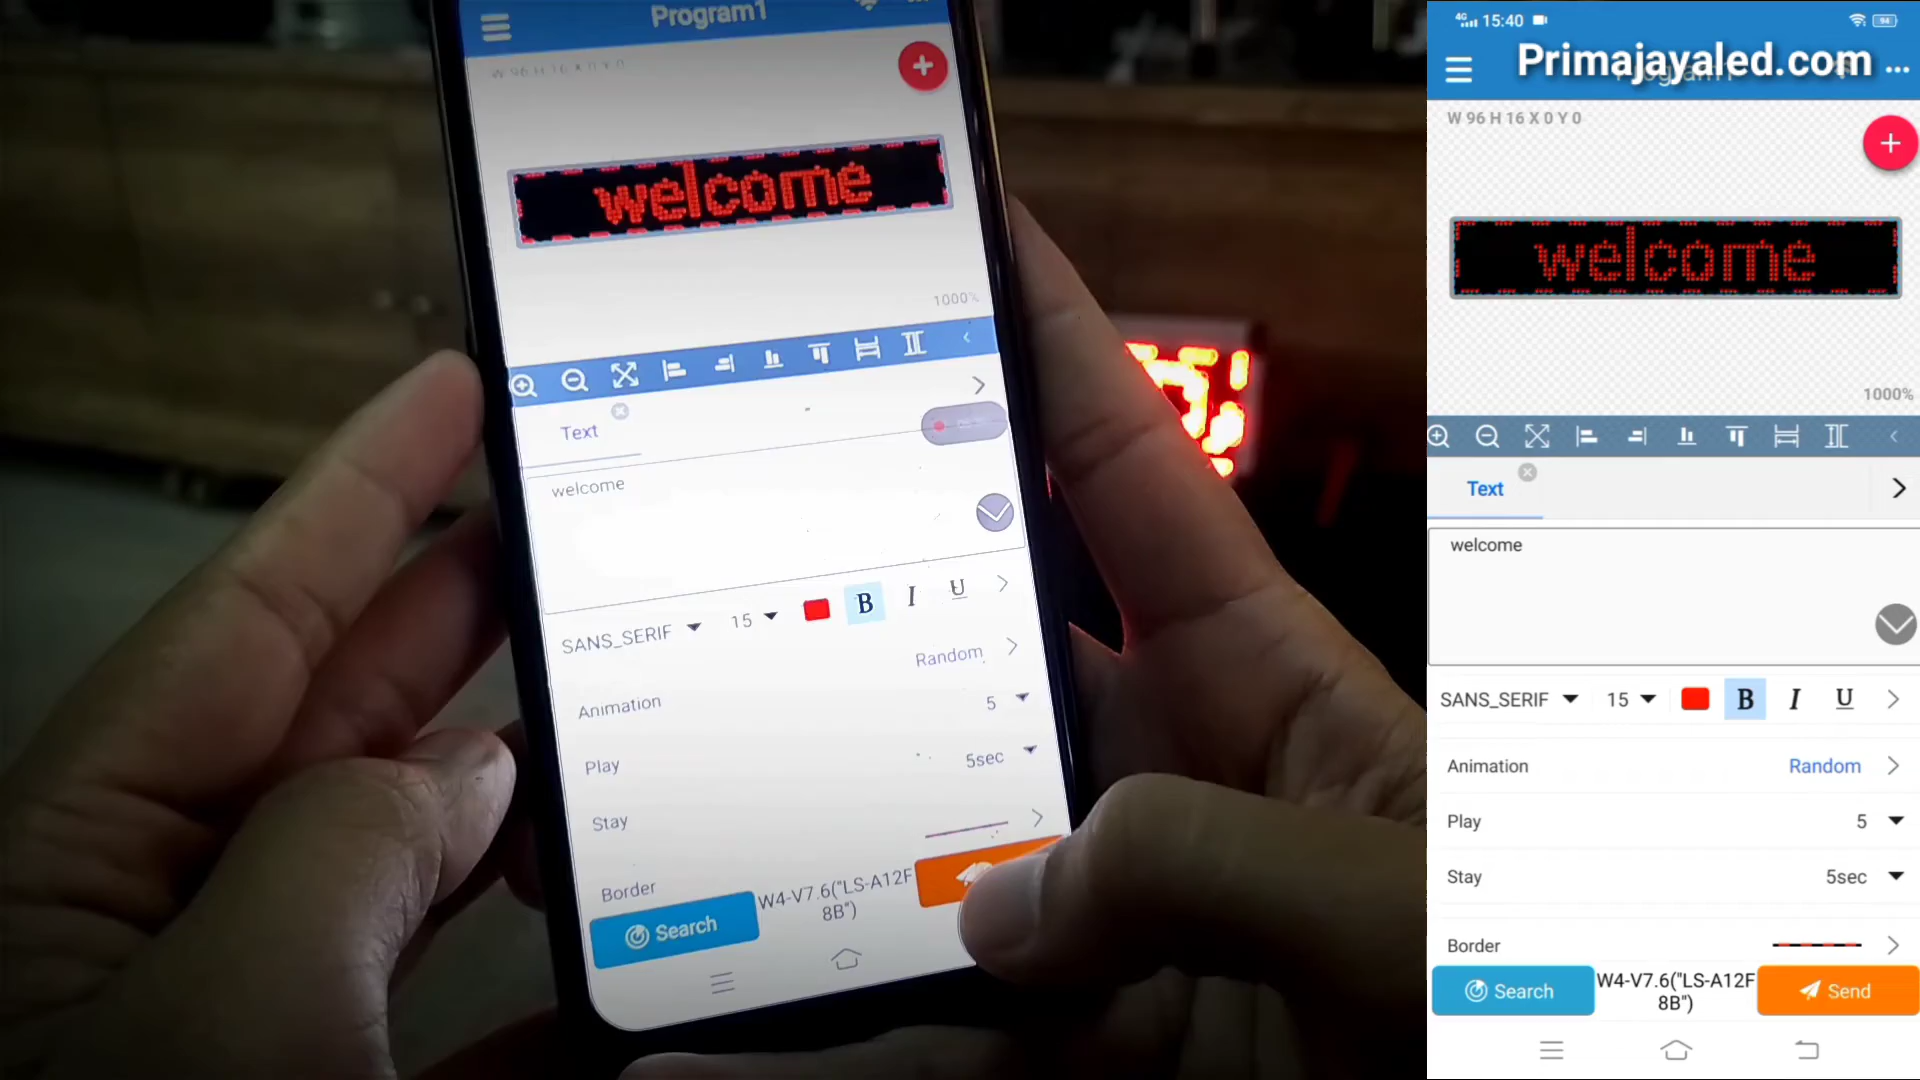 Program1
W 96 H 16 X 0 Y 0
welcome
1000%
Text
welcome
SANS_SERIF 15 B I U
Animation Random
Play 5
Stay 5sec
Border
Search W4-V7.6("LS-A12F
8B")
4G 15:40 94
Primajayaled.com
W 96 H 16 X 0 Y 0
welcome
1000%
Text
welcome
SANS_SERIF 15 B I U
Animation Random
Play 5
Stay 5sec
Border
Search W4-V7.6("LS-A12F
8B") Send